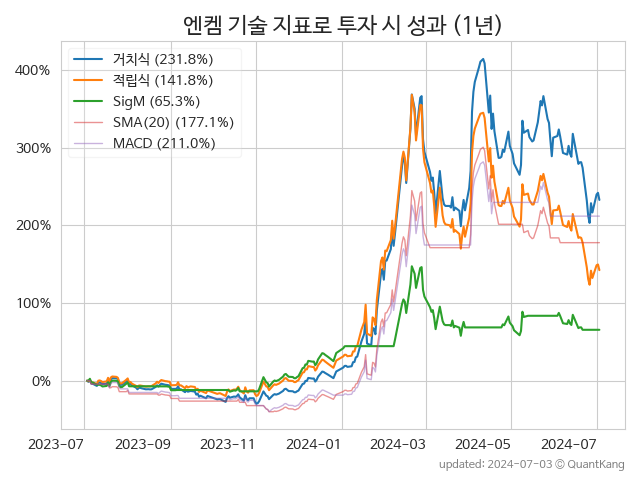 엔켐 기술 지표로 투자 시 성과 (1년)
거치식 (231.8%)
적립식 (141.8%)
SigM (65.3%)
SMA(20) (177.1%)
MACD (211.0%)
400%
300%
200%
100%
0%
2023-07
2023-09
2023-11
2024-01
2024-03
2024-05
2024-07
updated: 2024-07-03 © QuantKang